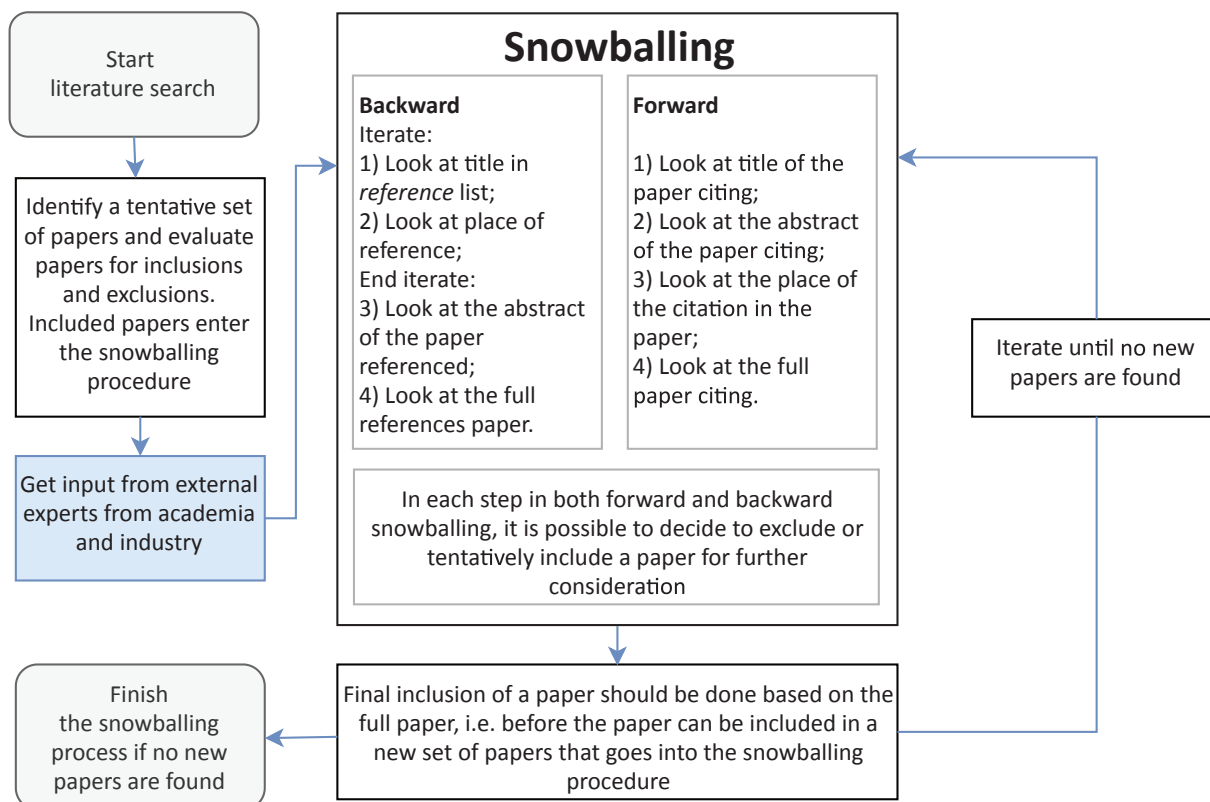 Start
literature search
Identify a tentative set
of papers and evaluate
papers for inclusions
and exclusions.
Included papers enter
the snowballing
procedure
Get input from external
experts from academia
and industry
Snowballing
Backward
Iterate:
1) Look at title in
reference list;
2) Look at place of
reference;
End iterate:
3) Look at the abstract
of the paper
referenced;
4) Look at the full
references paper.
Forward
1) Look at title of the
paper citing;
2) Look at the abstract
of the paper citing;
3) Look at the place of
the citation in the
paper;
4) Look at the full
paper citing.
In each step in both forward and backward
snowballing, it is possible to decide to exclude or
tentatively include a paper for further
consideration
Iterate until no new
papers are found
Final inclusion of a paper should be done based on the
full paper, i.e. before the paper can be included in a
new set of papers that goes into the snowballing
procedure
Finish
the snowballing
process if no new
papers are found